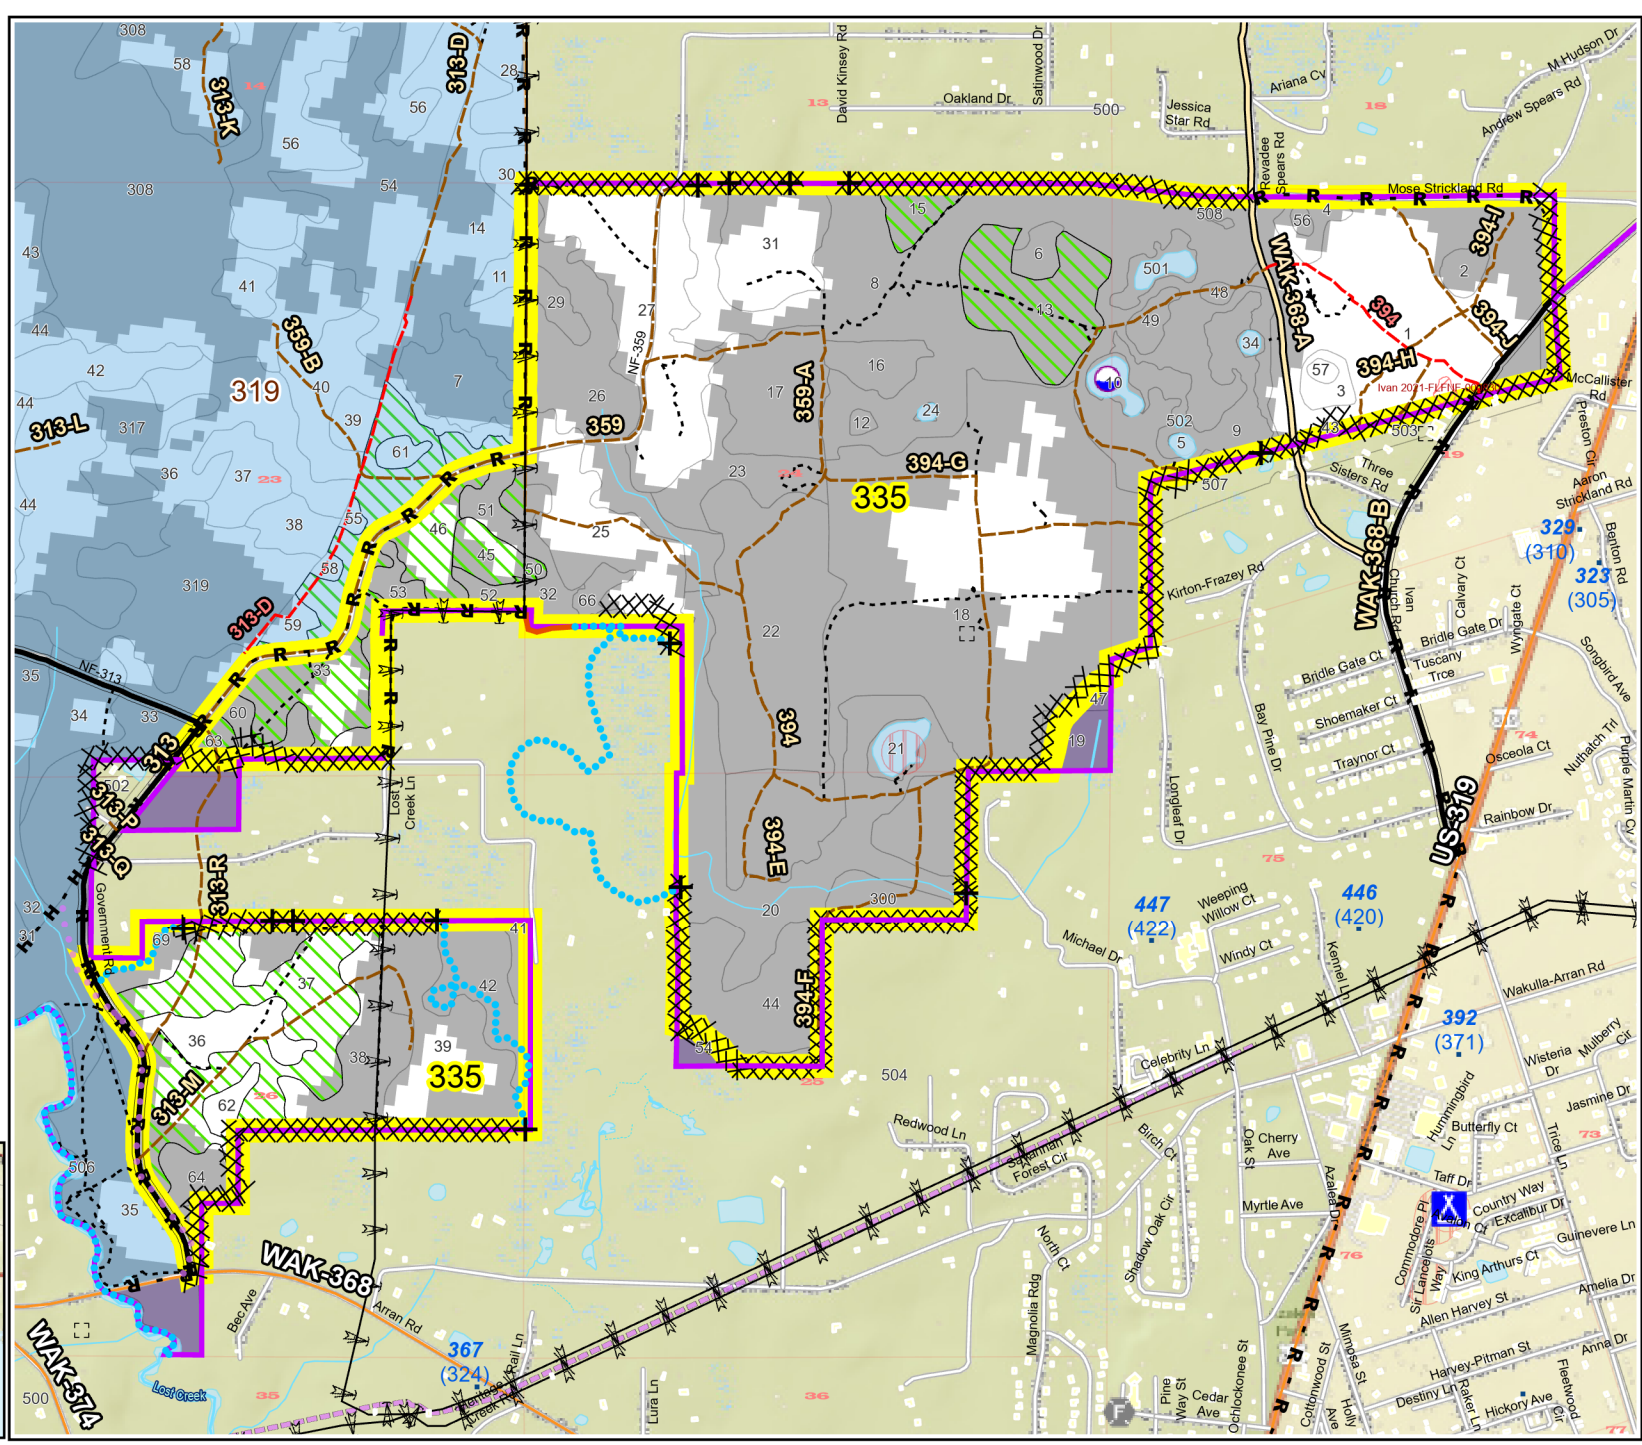 308
58
14
313-K
56
313-D
56
28
54
308
30
David Kinsey Rd
13
Oakland Dr
Satinwood Dr
500
Jessica
Star Rd
Ariana Cv
18
Revadee
Spears Rd
M Hudson Dr
Andrew Spears Rd
Mose Strickland Rd
43
14
11
41
29
31
15
8
6
13
501
508
56
4
2
394-I
27
26
NF-359
359
359-A
16
17
12
24
10
48
49
34
WAK-368-A
394
1
394-J
394-H
57
3
502
5
9
43
503
507
McCallister
Rd
Preston Cir
19
44
42
44
313-L
317
359-B
319
40
39
7
61
36
37
23
44
38
55
46
51
45
50
319
58
313-D
59
53
52
32
25
66
23
394-G
335
18
22
Three
Sisters Rd
Aaron
Strickland Rd
Benton Rd
329
(310)
323
(305)
WAK-368-B
Ivan
Church Rd
Calvary Ct
Wyngate Ct
Kirton-Frazey Rd
Bridle Gate Dr
Bridle Gate Ct
Tuscany
Trce
Songbird Ave
Shoemaker Ct
74
Traynor Ct
Osceola Ct
Nuthatch Trl
Purple Martin Cv
35
NF-313
34
33
33
60
63
313
502
313-P
313-Q
313-R
Lost
Creek Ln
394
21
47
19
Longleaf Dr
Bay Pine Dr
Rainbow Dr
US-319
75
394-E
20
300
394-F
44
54
25
504
32
31
Government Rd
69
37
41
42
36
38
39
335
313-M
26
62
64
506
35
Michael Dr
447
(422)
Weeping
Willow Ct
Windy Ct
446
(420)
Kennel Ln
392
(371)
Wakulla-Arran Rd
Wisteria
Dr
Mulberry
Cir
Celebrity Ln
Redwood Ln
Savannah
Forest Cir
Birch Ct
Oak St
Cherry
Ave
Hummingbird
Ln
Butterfly Ct
Jasmine Dr
Trice Ln
73
Taff Dr
Azalea Dr
Myrtle Ave
Country Way
Excalibur Dr
Guinevere Ln
76
Commodore Pl
Sir Lancelots
Way
King Arthurs Ct
Amelia Dr
Allen Harvey St
Shadow Oak Cir
North Ct
WAK-368
Bec Ave
Arran Rd
WAK-374
Lost Creek
500
367
(324)
35
Heritage
Creek Rd
Rail Ln
Lura Ln
36
Magnolia Rdg
F
Pine
Way St
Cedar
Ave
Ochlockonee St
Cottonwood St
Mimosa St
Holly
Ave
Harvey-Pitman St
Destiny Ln
Raker Ln
Hickory Ave
Anna Dr
Fleetwood
Cir
77